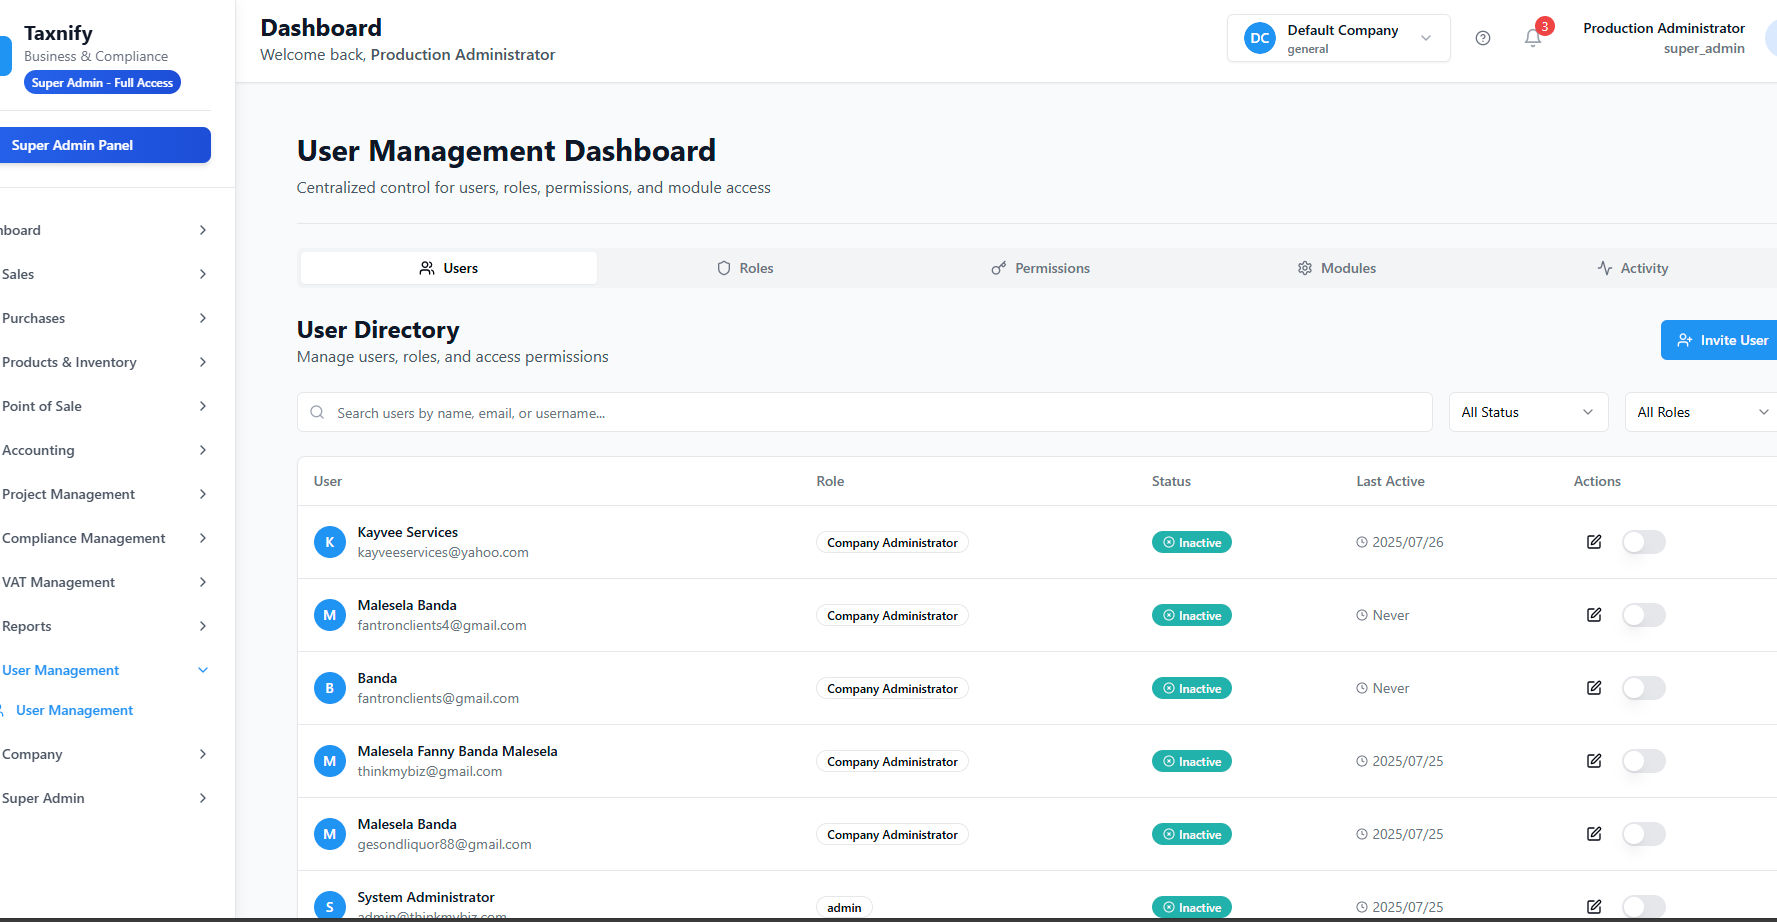 Taxnify
Business & Compliance
Super Admin - Full Access
Super Admin Panel
hboard
Sales
Purchases
Products & Inventory
Point of Sale
Accounting
Project Management
Compliance Management
VAT Management
Reports
User Management
User Management
Company
Super Admin
Dashboard
Welcome back, Production Administrator
DC
Default Company
general
3
Production Administrator
super_admin
User Management Dashboard
Centralized control for users, roles, permissions, and module access
Users
Roles
Permissions
Modules
Activity
User Directory
Manage users, roles, and access permissions
Invite User
Search users by name, email, or username...
All Status
All Roles
User Role Status Last Active Actions
K
Kayvee Services
kayveeservices@yahoo.com
Company Administrator
Inactive
2025/07/26
M
Malesela Banda
fantronclients4@gmail.com
Company Administrator
Inactive
Never
B
Banda
fantronclients@gmail.com
Company Administrator
Inactive
Never
M
Malesela Fanny Banda Malesela
thinkmybiz@gmail.com
Company Administrator
Inactive
2025/07/25
M
Malesela Banda
gesondliquor88@gmail.com
Company Administrator
Inactive
2025/07/25
S
System Administrator
admin@thinkmybiz.com
admin
Inactive
2025/07/25